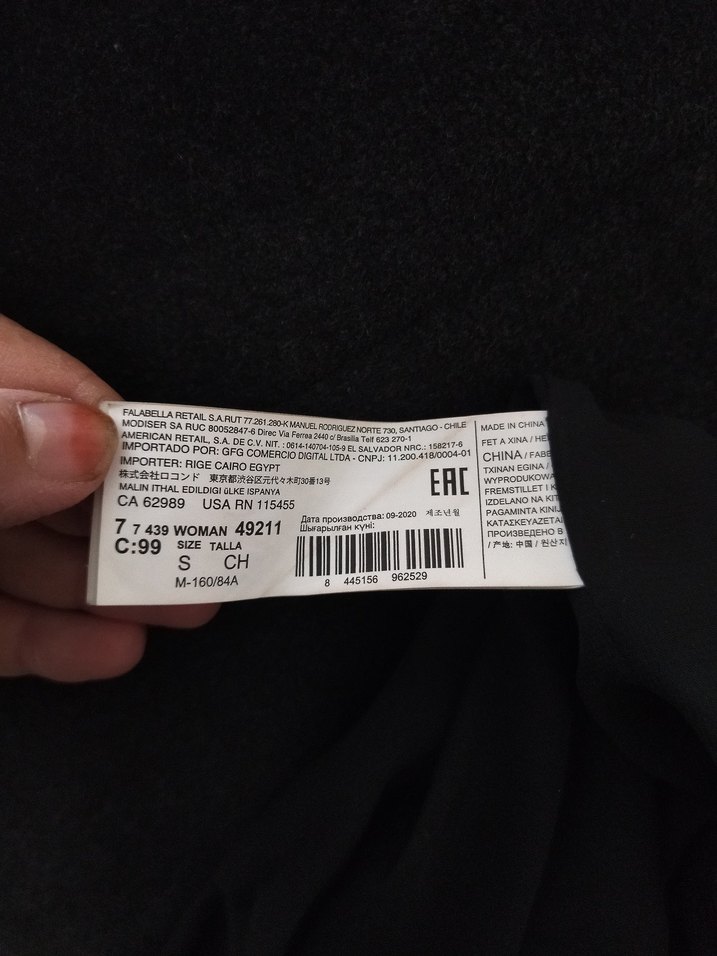 FALABELLA RETAIL S.A.RUT 77.261.280-K MANUEL RODRIGUEZ NORTE 730, SANTIAGO - CHILE
MODISER SA RUC 80052847-6 Direc Via Ferrea 2440 c/ Brasilia Telf 623 270-1
AMERICAN RETAIL, S.A. DE C.V. NIT. : 0614-140704-105-9 EL SALVADOR NRC.: 158217-6
IMPORTADO POR: GFG COMERCIO DIGITAL LTDA - CNPJ: 11.200.418/0004-01
IMPORTER: RIGE CAIRO EGYPT
株式会社ロコンド 東京都渋谷区元代々木町30番13号
MALIN ITHAL EDILDIGI üLKE ISPANYA
CA 62989 USA RN 115455
EAC
7 7 439 WOMAN 49211
C:99 SIZE TALLA
S CH
M-160/84A
Дата производства: 09-2020 제조년월
Шығарылған күні:
8 445156 962529
MADE IN CHINA
FET A XINA / HE
CHINA / FABR
TXINAN EGINA /
WYPRODUKOWA
FREMSTILLET I K
IZDELANO NA KIT
PAGAMINTA KINIJ
ΚΑΤΑΣΚΕΥΑΖΕΤΑΙ
ПРОИЗВЕДЕНО В
/ 产地: 中国 / 원산지